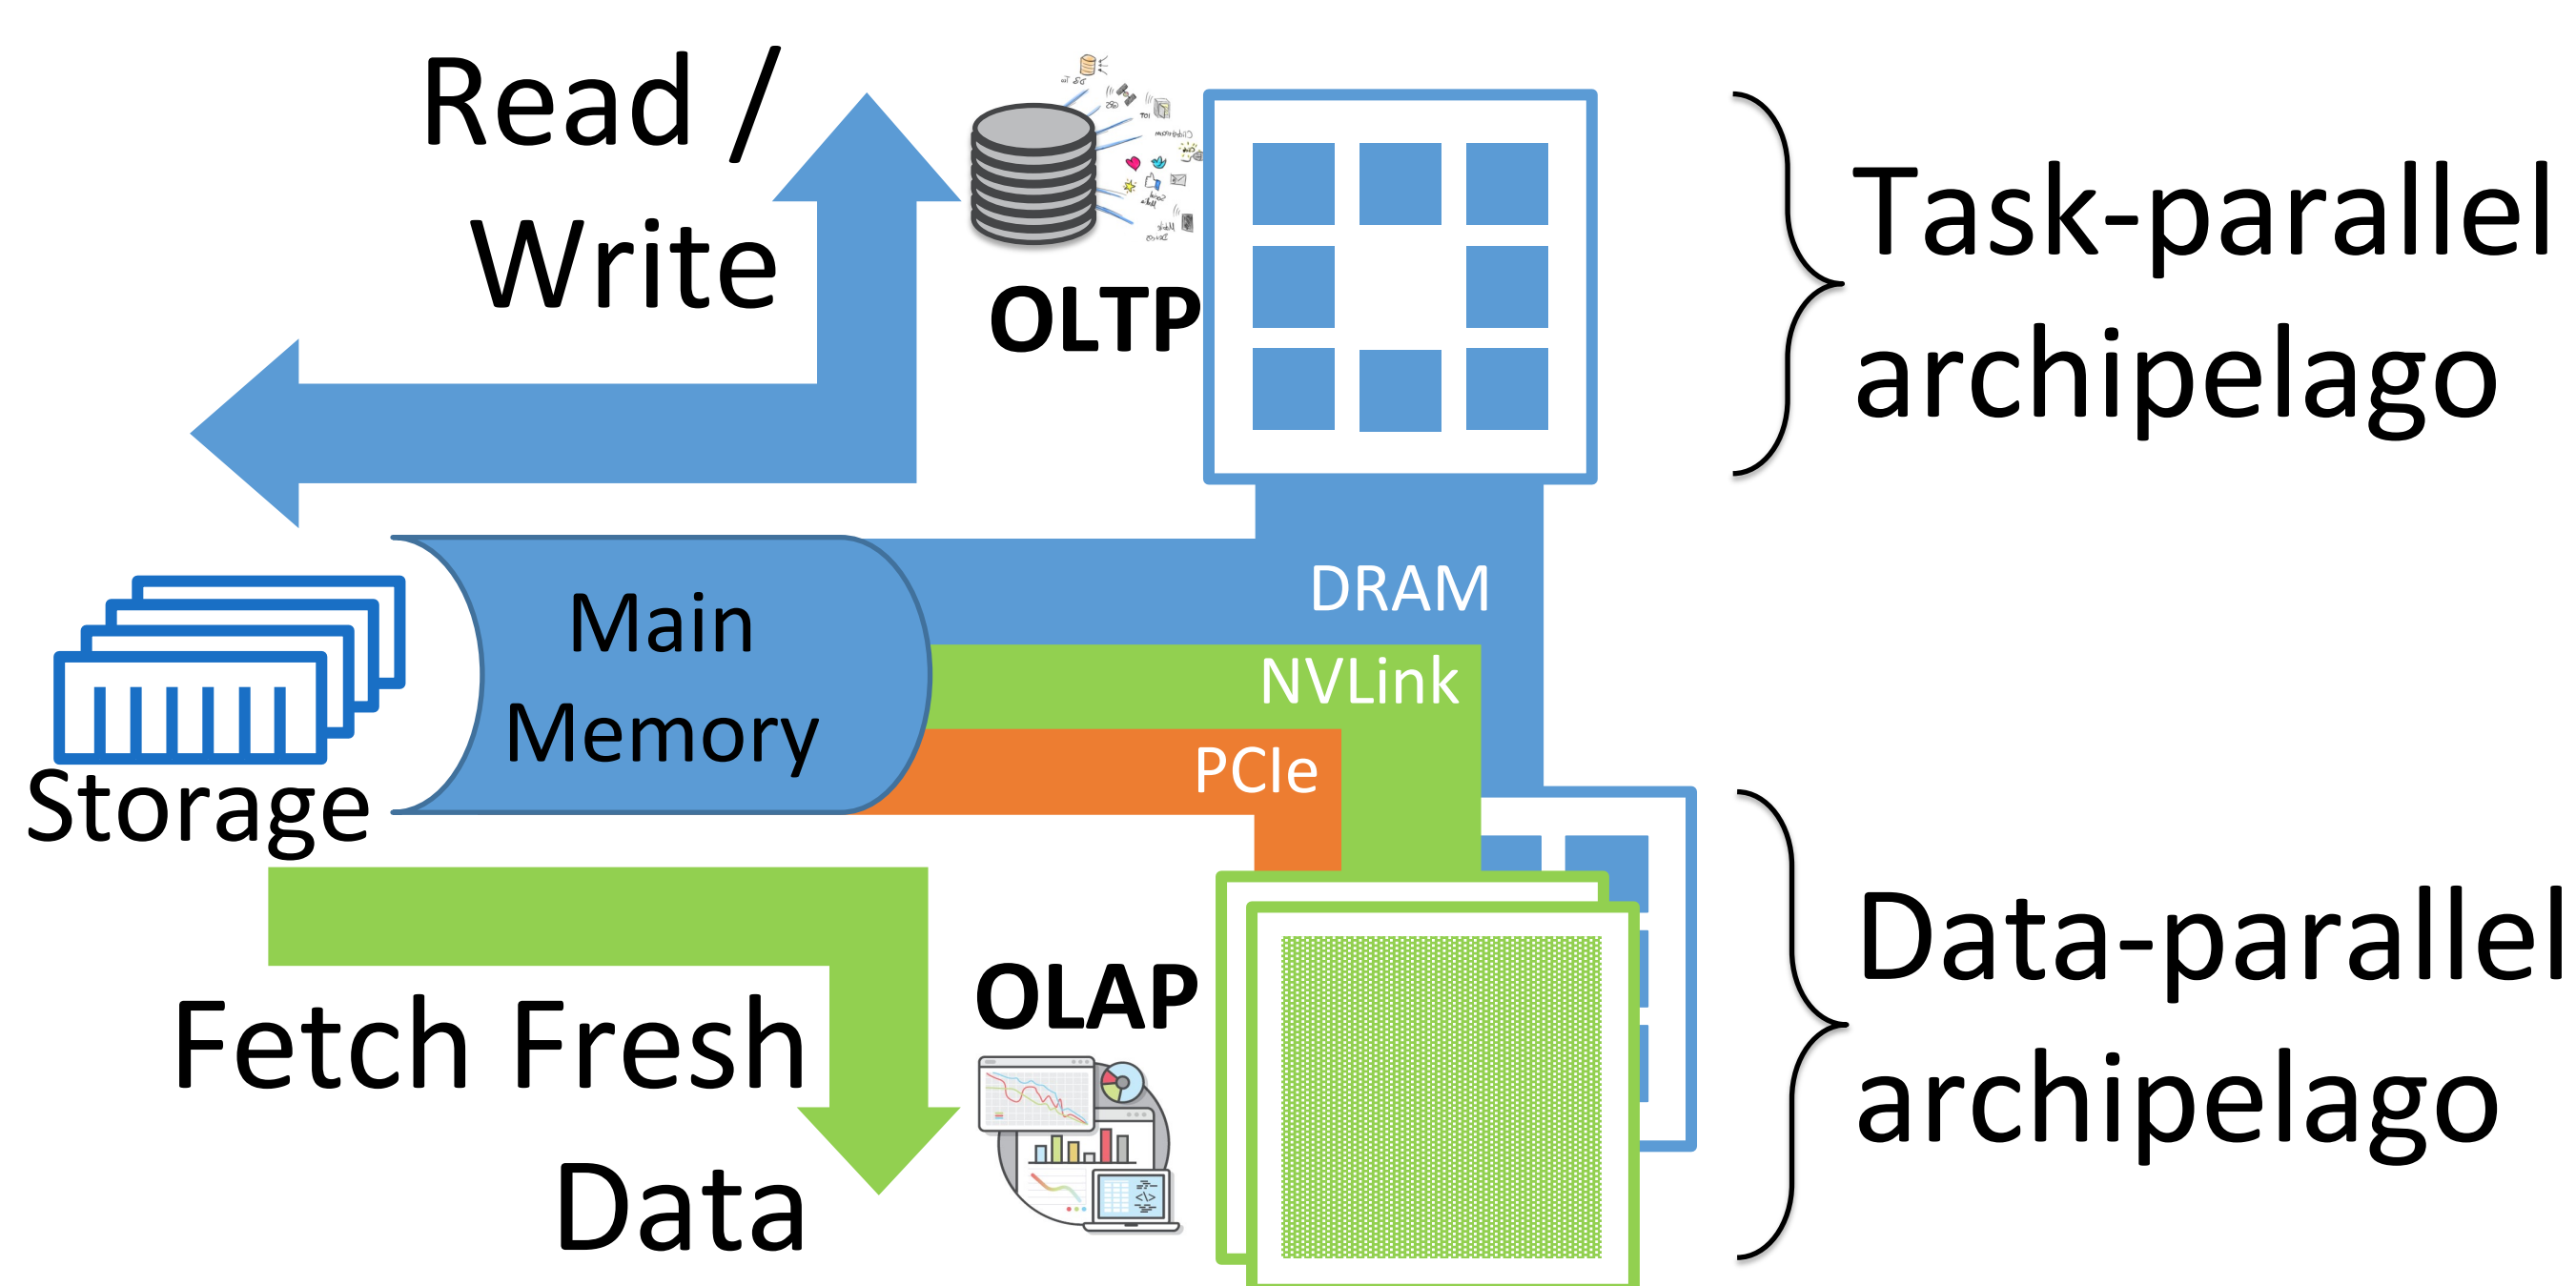 Read /
Write
OLTP
Task-parallel
archipelago
DRAM
Main
Memory
NVLink
PCIe
Storage
Fetch Fresh
Data
OLAP
Data-parallel
archipelago